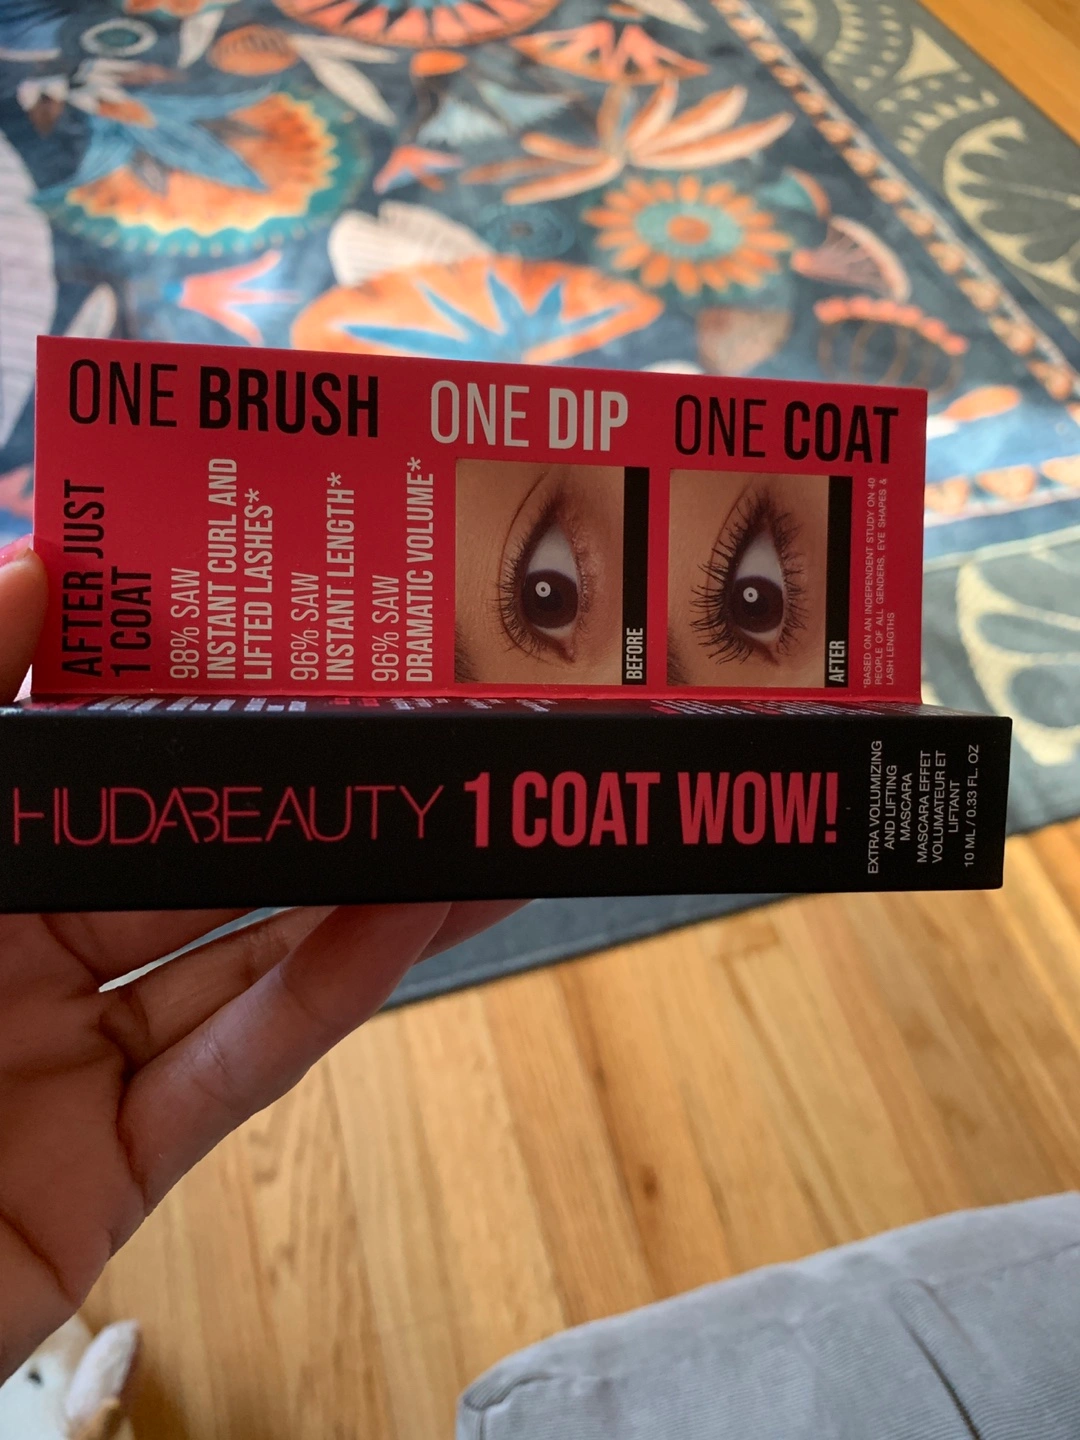 ONE BRUSH
ONE DIP
ONE COAT
AFTER JUST
1 COAT
98% SAW
INSTANT CURL AND
LIFTED LASHES*
96% SAW
INSTANT LENGTH*
96% SAW
DRAMATIC VOLUME*
BEFORE
AFTER
*BASED ON AN INDEPENDENT STUDY ON 40
PEOPLE OF ALL GENDERS, EYE SHAPES &
LASH LENGTHS
HUDABEAUTY 1 COAT WOW!
EXTRA VOLUMIZING
AND LIFTING
MASCARA
MASCARA EFFET
VOLUMATEUR ET
LIFTANT
10 ML / 0.33 FL. OZ